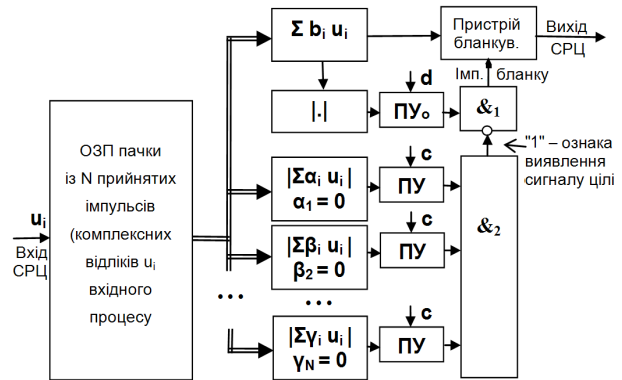 Σ bᵢ uᵢ
Пристрій
бланкув.
Вихід
СРЦ
Імп. бланку
|.|
d
ПУₒ
&₁
"1" – ознака
виявлення
сигналу цілі
ОЗП пачки
із N прийнятих
імпульсів
(комплексних
відліків uᵢ
вхідного
процесу
uᵢ
Вхід
СРЦ
|Σαᵢ uᵢ|
α₁ = 0
c
ПУ
|Σβᵢ uᵢ|
β₂ = 0
c
ПУ
&₂
...
...
|Σγᵢ uᵢ|
γ_N = 0
c
ПУ